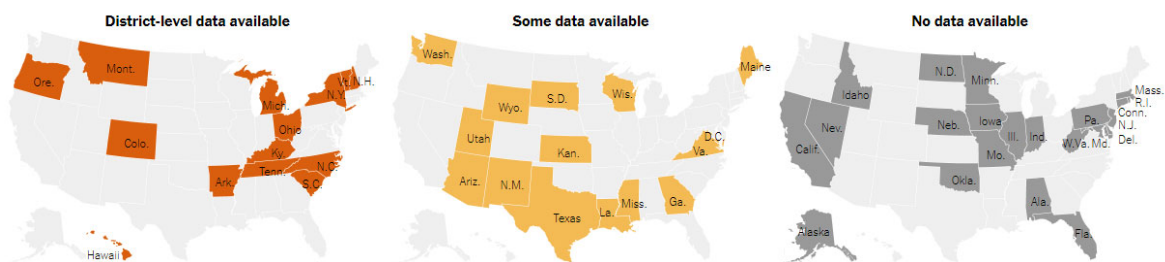 District-level data available
Ore.
Mont.
Vt.
N.H.
N.Y.
Mich.
Ohio
Colo.
Ky.
N.C.
Tenn.
Ark.
S.C.
Hawaii
Some data available
Wash.
Maine
Wis.
S.D.
Wyo.
D.C.
Utah
Va.
Kan.
Ariz.
N.M.
Miss.
Ga.
La.
Texas
No data available
N.D.
Minn.
Mass.
Idaho
R.I.
Conn.
Pa.
Neb.
Iowa
Nev.
Ill.
Ind.
N.J.
Del.
W.Va.
Md.
Calif.
Mo.
Okla.
Ala.
Alaska
Fla.